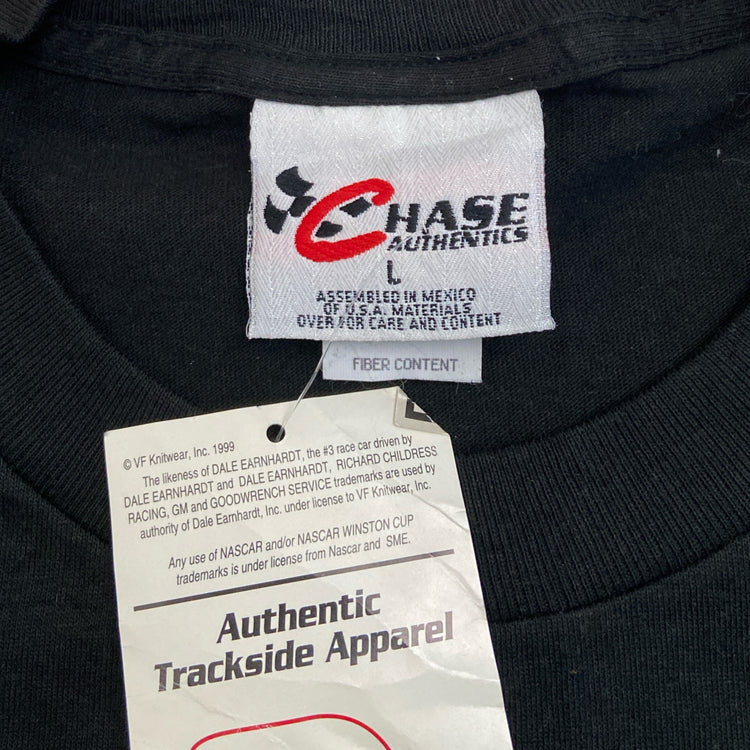 CHASE
AUTHENTICS
L
ASSEMBLED IN MEXICO
OF U.S.A. MATERIALS
OVER FOR CARE AND CONTENT
FIBER CONTENT
© VF Knitwear, Inc. 1999
The likeness of DALE EARNHARDT, the #3 race car driven by
DALE EARNHARDT and DALE EARNHARDT, RICHARD CHILDRESS
RACING, GM and GOODWRENCH SERVICE trademarks are used by
authority of Dale Earnhardt, Inc. under license to VF Knitwear, Inc.
Any use of NASCAR and/or NASCAR WINSTON CUP
trademarks is under license from Nascar and SME.
Authentic
Trackside Apparel